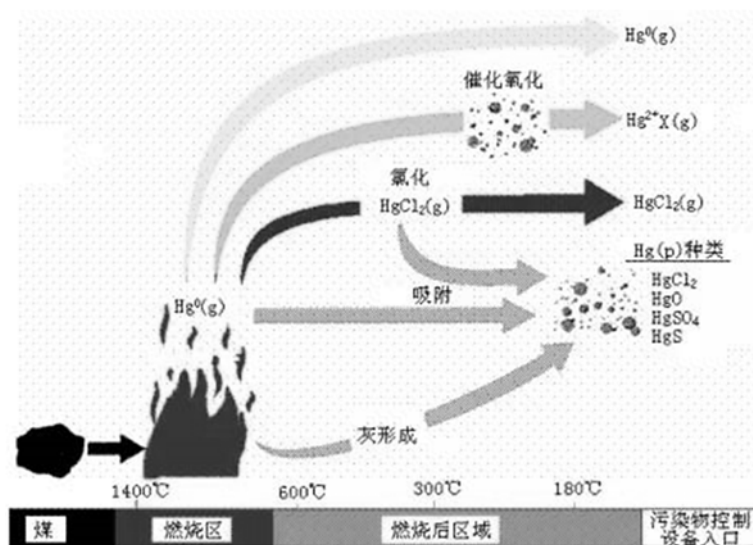 Hg⁰(g)
催化氧化
Hg²⁺X(g)
氯化
HgCl₂(g)
HgCl₂(g)
Hg(p)种类
HgCl₂
HgO
HgSO₄
HgS
Hg⁰(g)
吸附
灰形成
1400℃
600℃
300℃
180℃
煤
燃烧区
燃烧后区域
污染物控制
设备入口